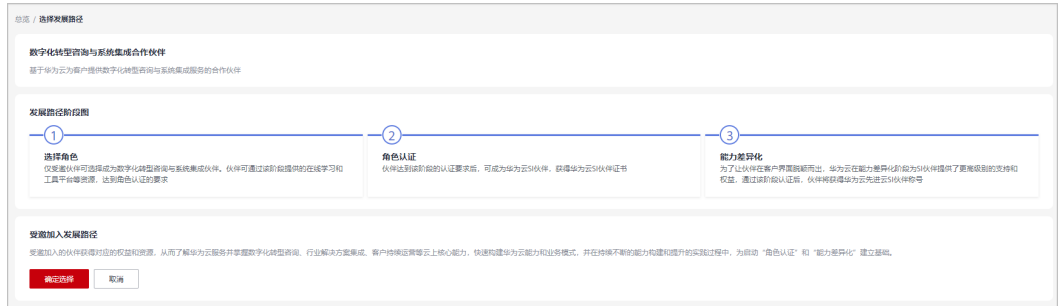 总览 / 选择发展路径
数字化转型咨询与系统集成合作伙伴
基于华为云为客户提供数字化转型咨询与系统集成服务的合作伙伴
发展路径阶段图
1
2
3
选择角色
仅受邀伙伴可选择成为数字化转型咨询与系统集成伙伴。伙伴可通过该阶段提供的在线学习和
工具平台等资源，达到角色认证的要求
角色认证
伙伴达到该阶段的认证要求后，可成为华为云SI伙伴，获得华为云SI伙伴证书
能力差异化
为了让伙伴在客户界面脱颖而出，华为云在能力差异化阶段为SI伙伴提供了更高级别的支持和
权益，通过该阶段认证后，伙伴将获得华为云先进云SI伙伴称号
受邀加入发展路径
受邀加入的伙伴获得对应的权益和资源，从而了解华为云服务并掌握数字化转型咨询、行业解决方案集成、客户持续运营等云上核心能力，快速构建华为云能力和业务模式，并在持续不断的能力构建和提升的实践过程中，为启动“角色认证”和“能力差异化”建立基础。
确定选择
取消